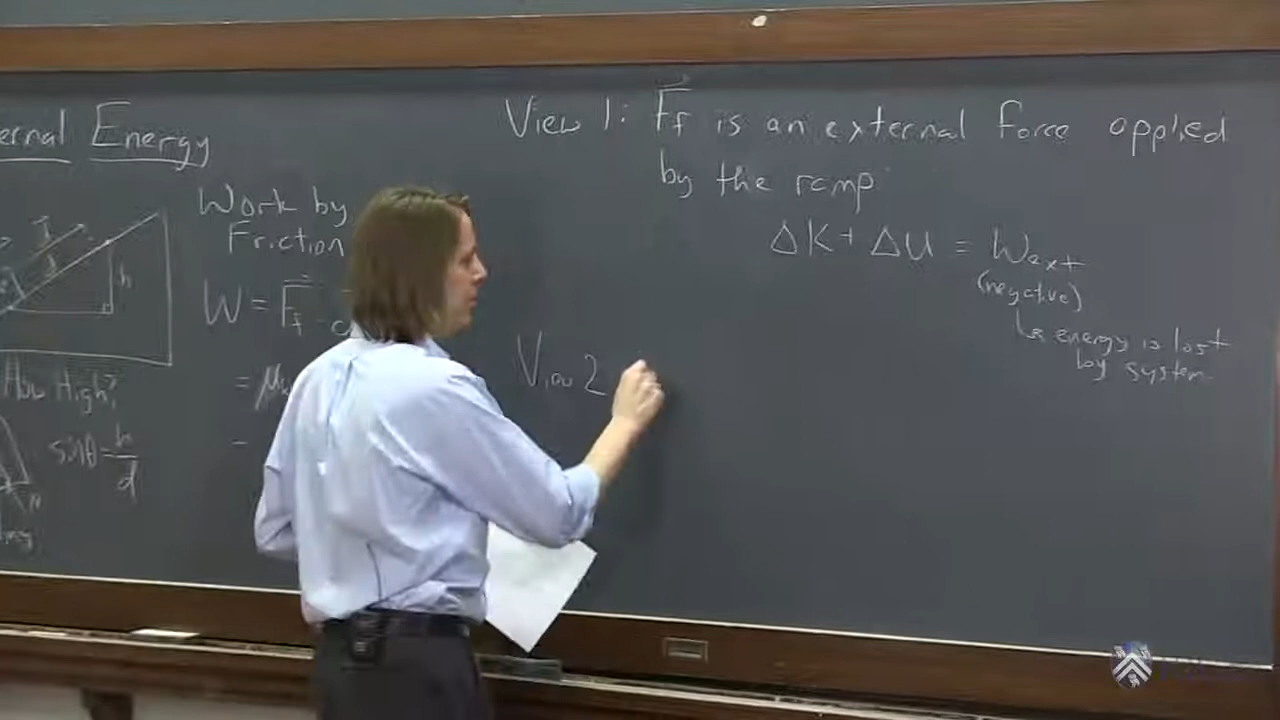 ernal Energy
h
How High?
sinθ = h/d
Work by
Friction
W = F⃗f · d
= μk
View 1: F⃗f is an external force applied
by the ramp
ΔK + ΔU = Wext
(negative)
↳ energy is lost
by system
View 2